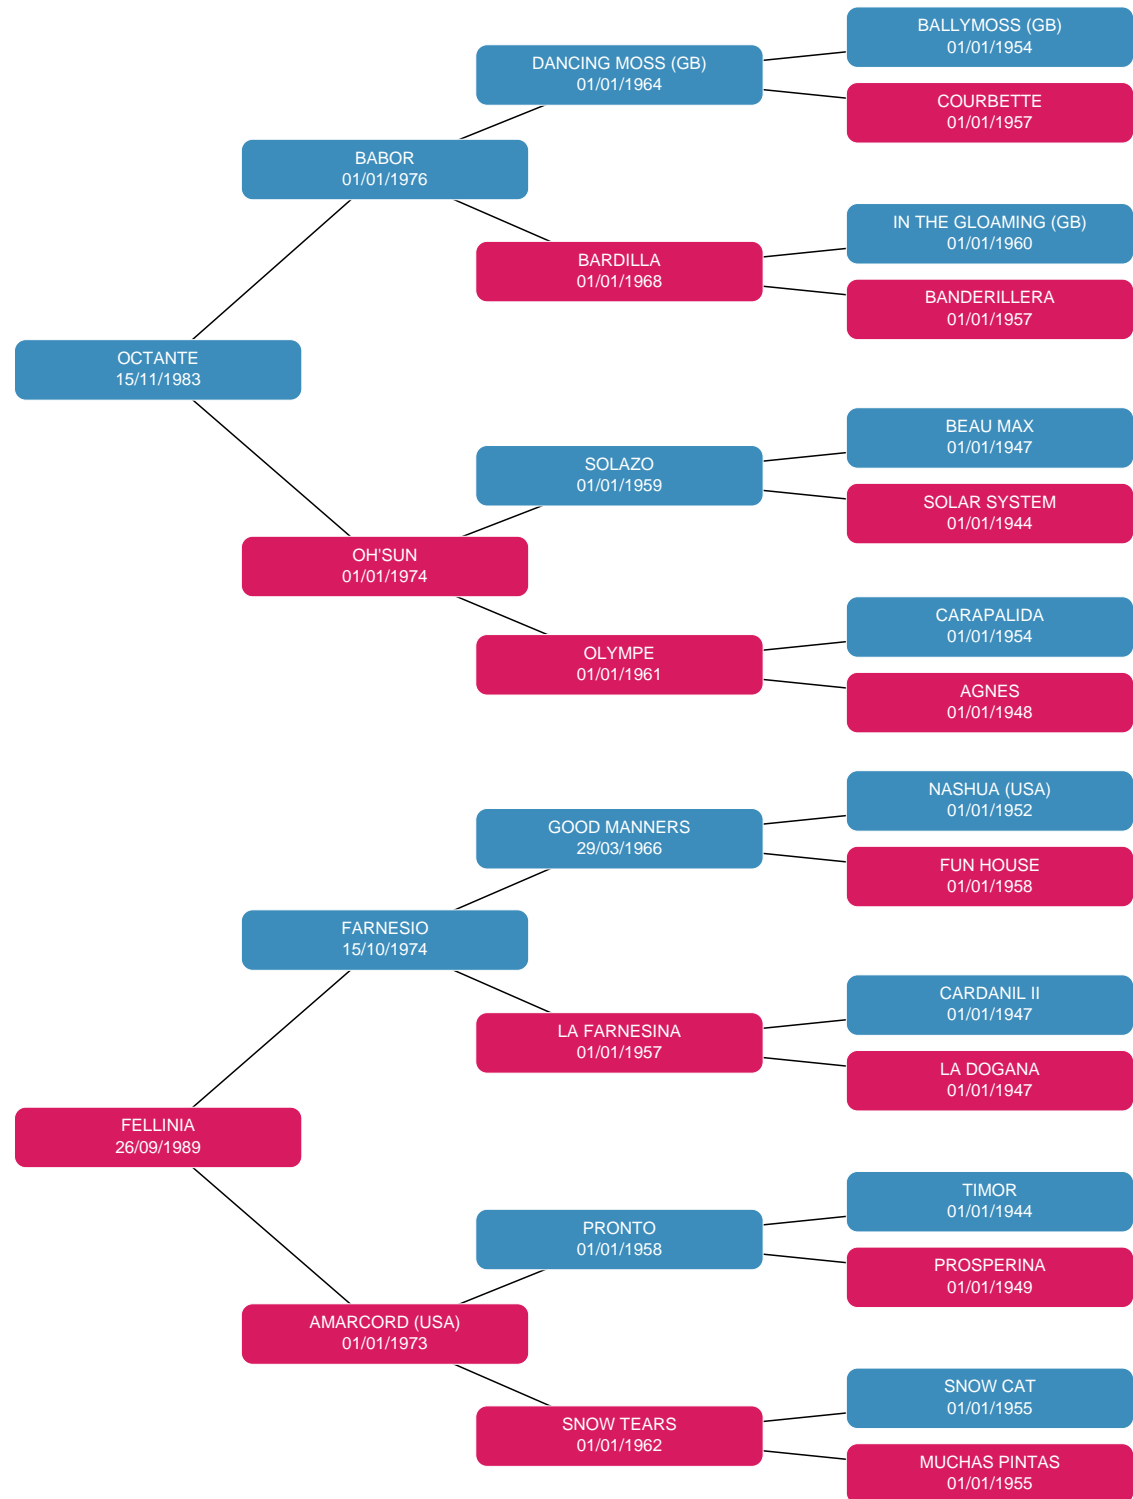 BALLYMOSS (GB)
01/01/1954
DANCING MOSS (GB)
01/01/1964
COURBETTE
01/01/1957
BABOR
01/01/1976
IN THE GLOAMING (GB)
01/01/1960
BARDILLA
01/01/1968
BANDERILLERA
01/01/1957
OCTANTE
15/11/1983
BEAU MAX
01/01/1947
SOLAZO
01/01/1959
SOLAR SYSTEM
01/01/1944
OH'SUN
01/01/1974
CARAPALIDA
01/01/1954
OLYMPE
01/01/1961
AGNES
01/01/1948
NASHUA (USA)
01/01/1952
GOOD MANNERS
29/03/1966
FUN HOUSE
01/01/1958
FARNESIO
15/10/1974
CARDANIL II
01/01/1947
LA FARNESINA
01/01/1957
LA DOGANA
01/01/1947
FELLINIA
26/09/1989
TIMOR
01/01/1944
PRONTO
01/01/1958
PROSPERINA
01/01/1949
AMARCORD (USA)
01/01/1973
SNOW CAT
01/01/1955
SNOW TEARS
01/01/1962
MUCHAS PINTAS
01/01/1955